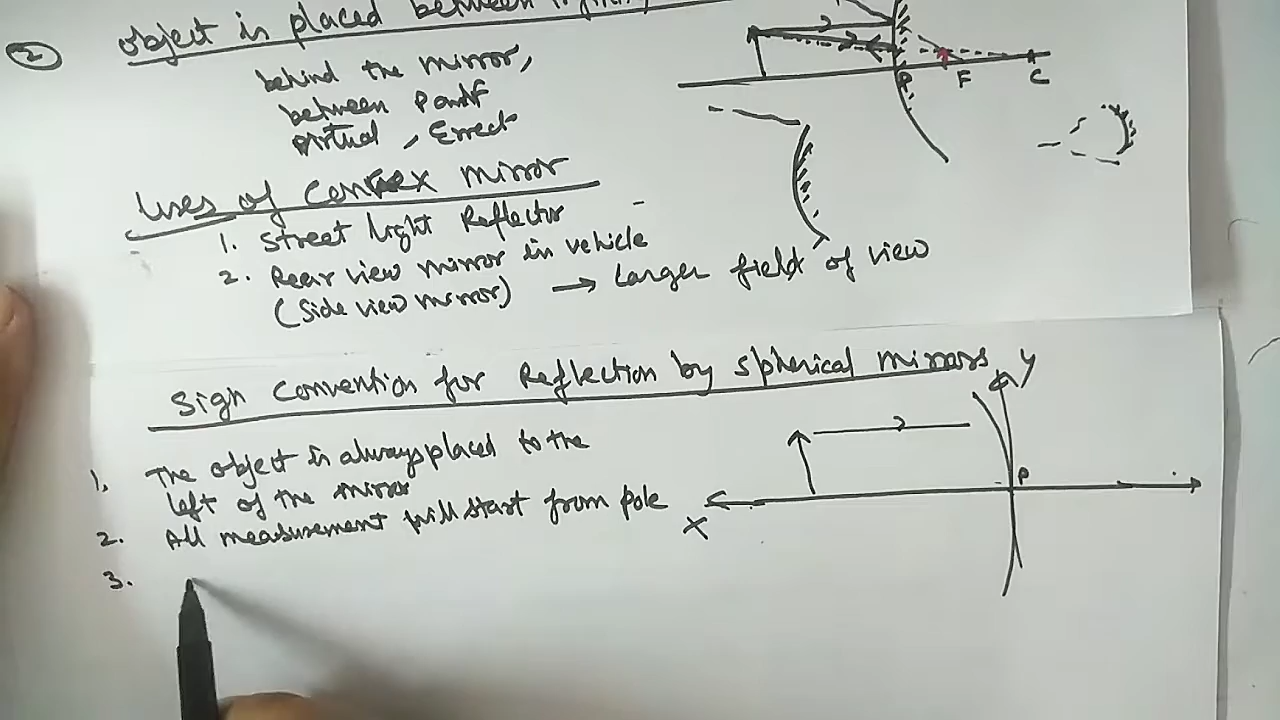 2
object is placed between
behind the mirror,
between P and F
virtual, Erect
P F C
Uses of Convex mirror
1. Street light Reflector
2. Rear view mirror in vehicle
(Side view mirror) → Larger field of view
Sign Convention for Reflection by Spherical mirrors
Y
1. The object is always placed to the
left of the mirror
P
2. All measurement will start from pole
X
3.